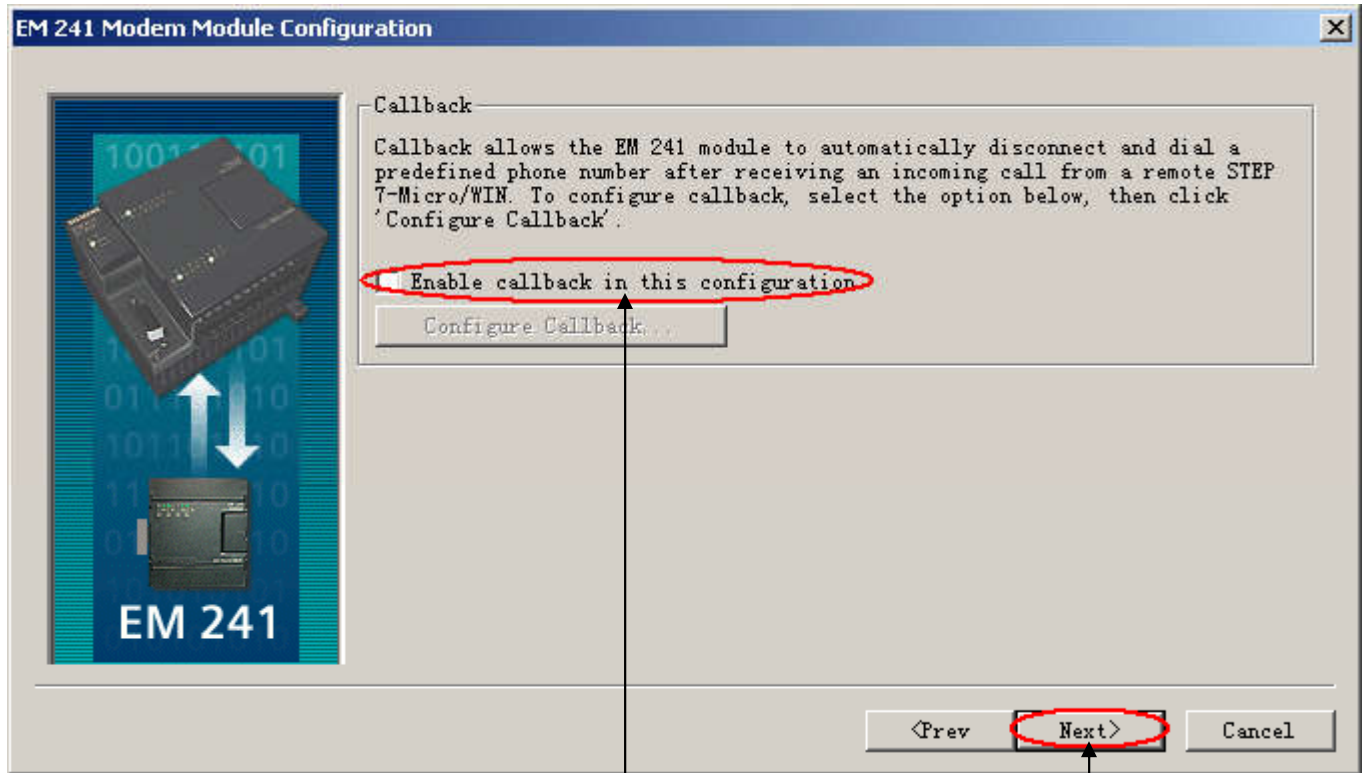 EM 241 Modem Module Configuration
Callback
Callback allows the EM 241 module to automatically disconnect and dial a
predefined phone number after receiving an incoming call from a remote STEP
7-Micro/WIN. To configure callback, select the option below, then click
'Configure Callback'.
Enable callback in this configuration
Configure Callback...
EM 241
<Prev
Next>
Cancel